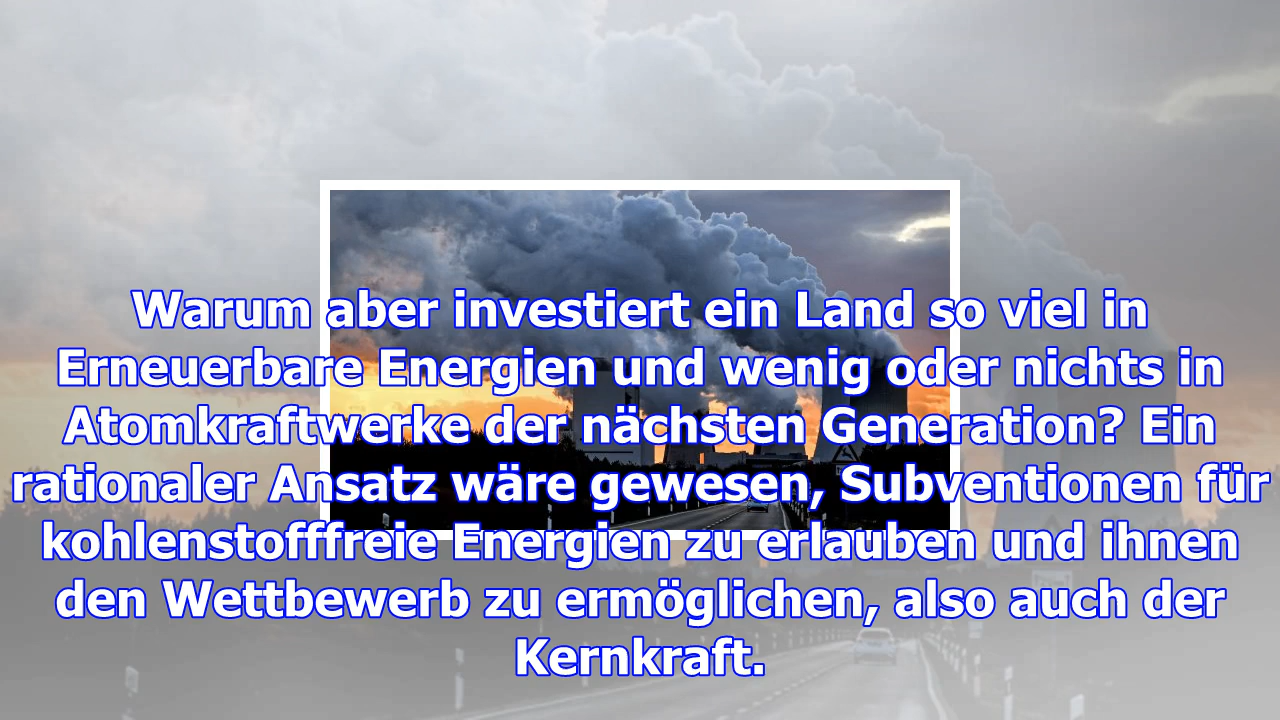 Warum aber investiert ein Land so viel in
Erneuerbare Energien und wenig oder nichts in
Atomkraftwerke der nächsten Generation? Ein
rationaler Ansatz wäre gewesen, Subventionen für
kohlenstofffreie Energien zu erlauben und ihnen
den Wettbewerb zu ermöglichen, also auch der
Kernkraft.